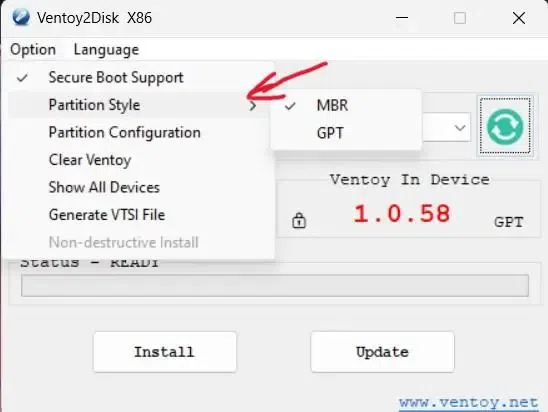 Ventoy2Disk X86
Option Language
Secure Boot Support
Partition Style
MBR
GPT
Partition Configuration
Clear Ventoy
Show All Devices
Generate VTSI File
Non-destructive Install
Ventoy In Device
1.0.58 GPT
Status - READY
Install Update
www.ventoy.net